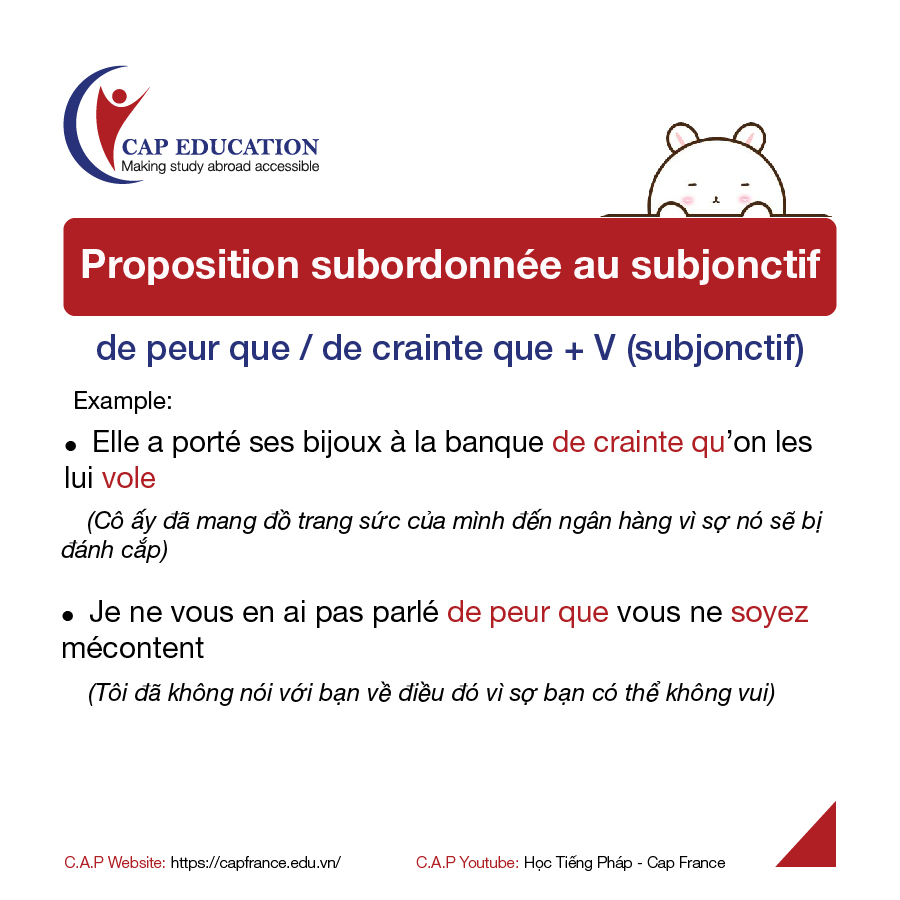 CAP EDUCATION
Making study abroad accessible
Proposition subordonnée au subjonctif
de peur que / de crainte que + V (subjonctif)
Example:
• Elle a porté ses bijoux à la banque de crainte qu’on les
lui vole
(Cô ấy đã mang đồ trang sức của mình đến ngân hàng vì sợ nó sẽ bị
đánh cắp)
• Je ne vous en ai pas parlé de peur que vous ne soyez
mécontent
(Tôi đã không nói với bạn về điều đó vì sợ bạn có thể không vui)
C.A.P Website: https://capfrance.edu.vn/ C.A.P Youtube: Học Tiếng Pháp - Cap France